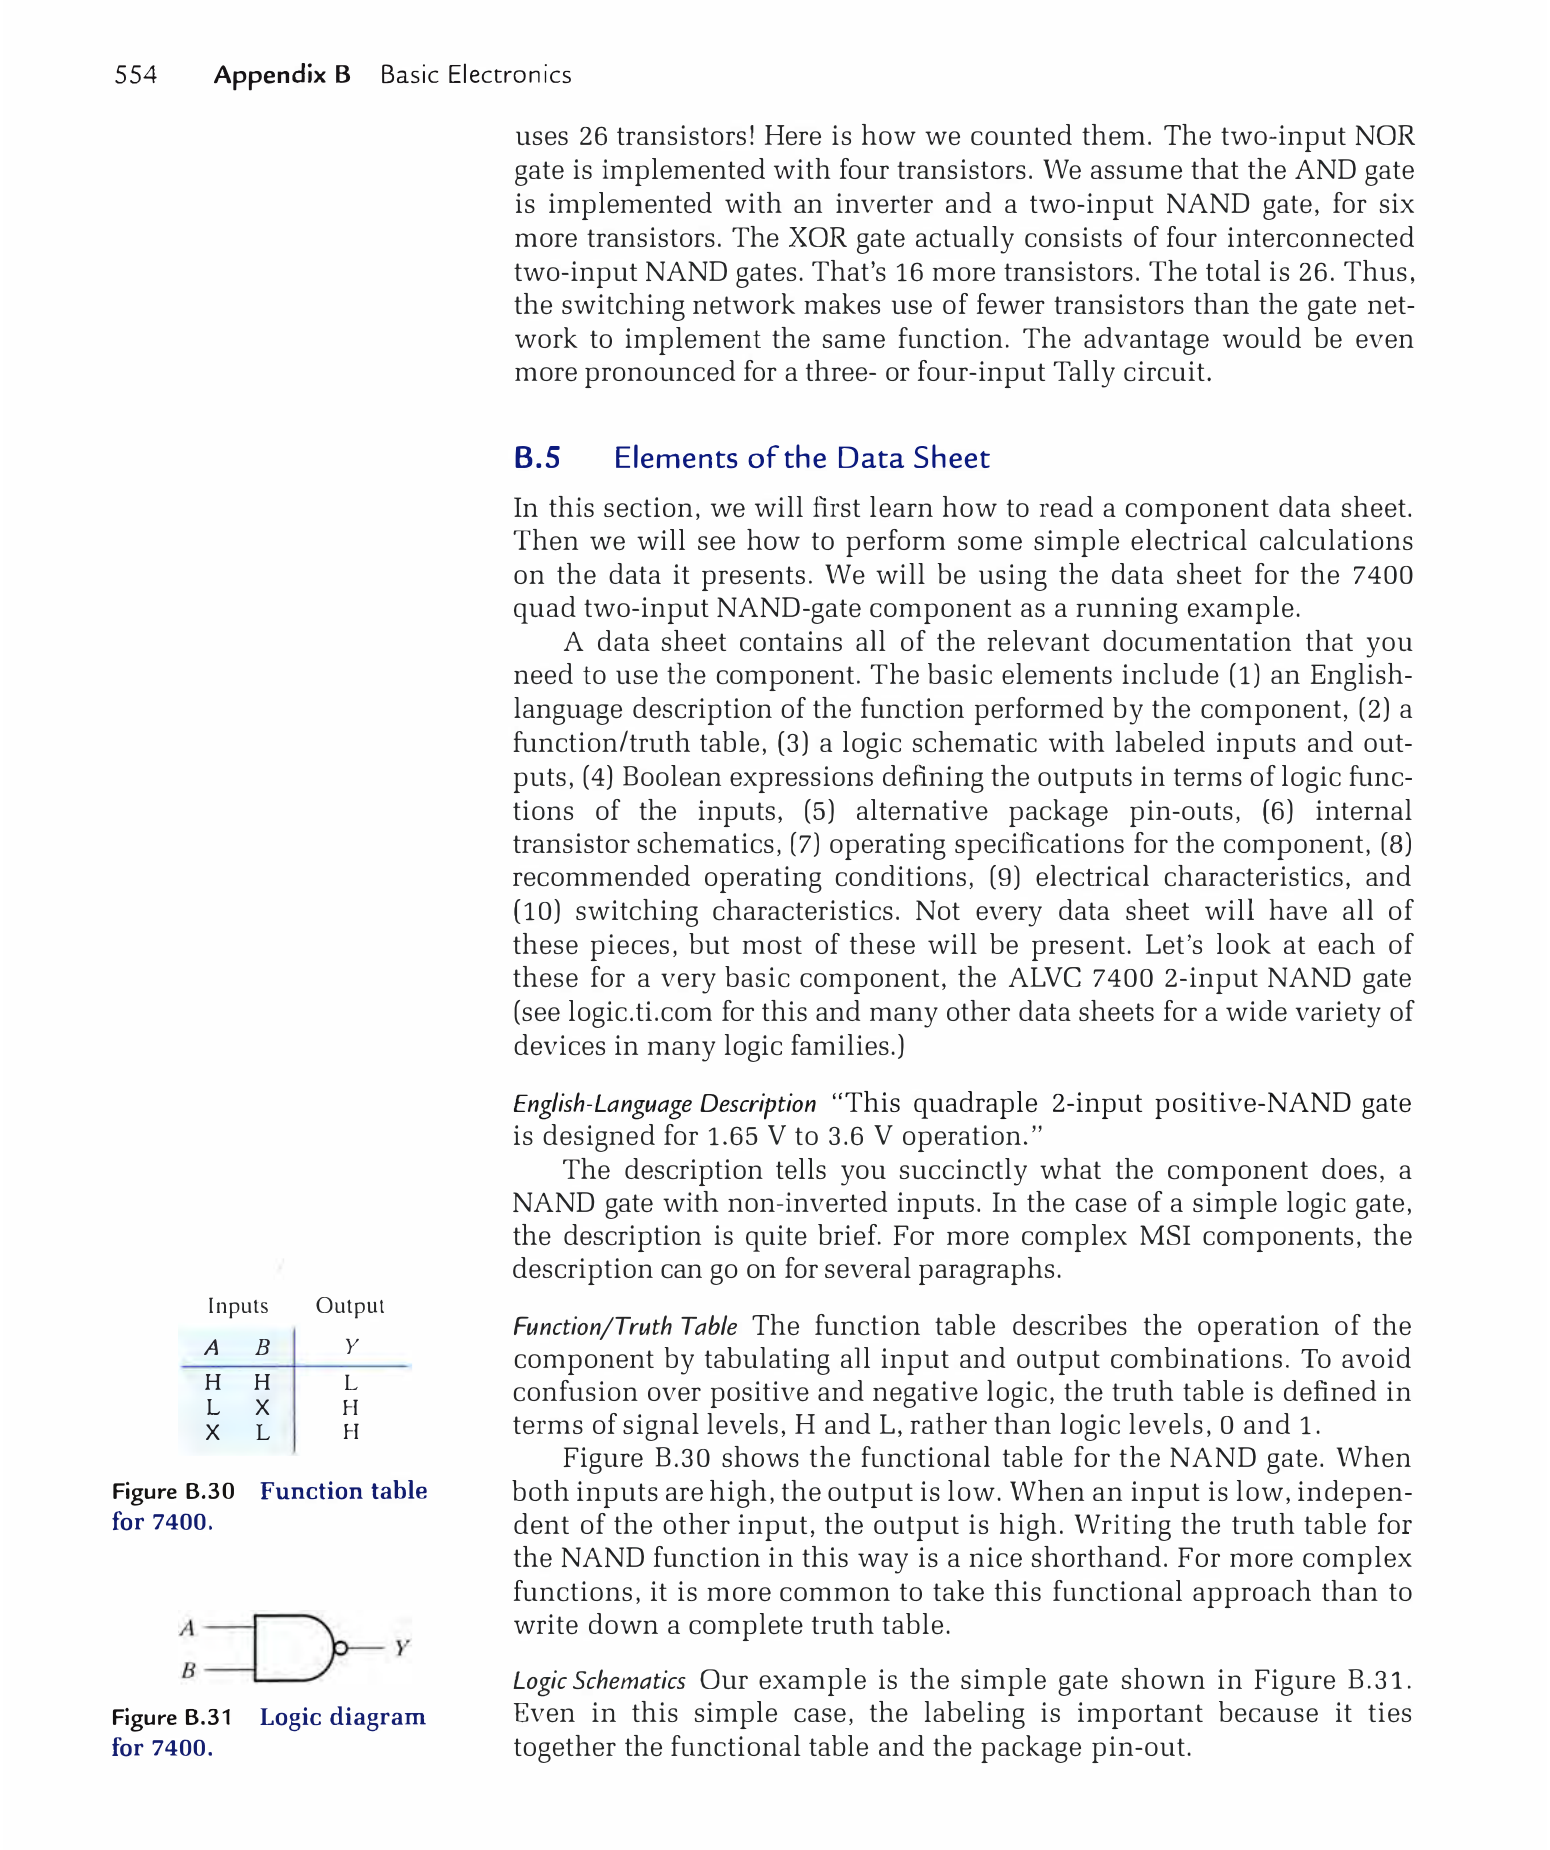 554 Appendix B Basic Electronics
uses 26 transistors! Here is how we counted them. The two-input NOR
gate is implemented with four transistors. We assume that the AND gate
is implemented with an inverter and a two-input NAND gate, for six
more transistors. The XOR gate actually consists of four interconnected
two-input NAND gates. That's 16 more transistors. The total is 26. Thus,
the switching network makes use of fewer transistors than the gate net-
work to implement the same function. The advantage would be even
more pronounced for a three- or four-input Tally circuit.
B.5 Elements of the Data Sheet
In this section, we will first learn how to read a component data sheet.
Then we will see how to perform some simple electrical calculations
on the data it presents. We will be using the data sheet for the 7400
quad two-input NAND-gate component as a running example.
A data sheet contains all of the relevant documentation that you
need to use the component. The basic elements include (1) an English-
language description of the function performed by the component, (2) a
function/truth table, (3) a logic schematic with labeled inputs and out-
puts, (4) Boolean expressions defining the outputs in terms of logic func-
tions of the inputs, (5) alternative package pin-outs, (6) internal
transistor schematics, (7) operating specifications for the component, (8)
recommended operating conditions, (9) electrical characteristics, and
(10) switching characteristics. Not every data sheet will have all of
these pieces, but most of these will be present. Let's look at each of
these for a very basic component, the ALVC 7400 2-input NAND gate
(see logic.ti.com for this and many other data sheets for a wide variety of
devices in many logic families.)
English-Language Description "This quadraple 2-input positive-NAND gate
is designed for 1.65 V to 3.6 V operation."
The description tells you succinctly what the component does, a
NAND gate with non-inverted inputs. In the case of a simple logic gate,
the description is quite brief. For more complex MSI components, the
description can go on for several paragraphs.
Function/Truth Table The function table describes the operation of the
component by tabulating all input and output combinations. To avoid
confusion over positive and negative logic, the truth table is defined in
terms of signal levels, H and L, rather than logic levels, 0 and 1.
Figure B.30 shows the functional table for the NAND gate. When
both inputs are high, the output is low. When an input is low, indepen-
dent of the other input, the output is high. Writing the truth table for
the NAND function in this way is a nice shorthand. For more complex
functions, it is more common to take this functional approach than to
write down a complete truth table.
Logic Schematics Our example is the simple gate shown in Figure B.31.
Even in this simple case, the labeling is important because it ties
together the functional table and the package pin-out.
Inputs Output
A B Y
H H L
L X H
X L H
Figure B.30 Function table
for 7400.
A
B
Y
Figure B.31 Logic diagram
for 7400.